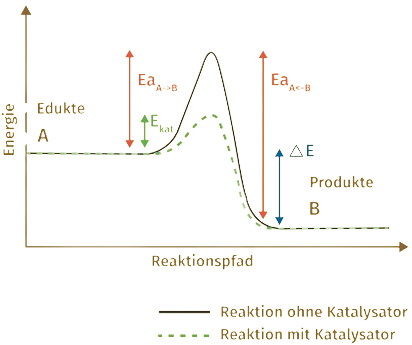 Energie
Edukte
A
Ea A->B
E kat
Ea A<-B
△E
Produkte
B
Reaktionspfad
Reaktion ohne Katalysator
Reaktion mit Katalysator